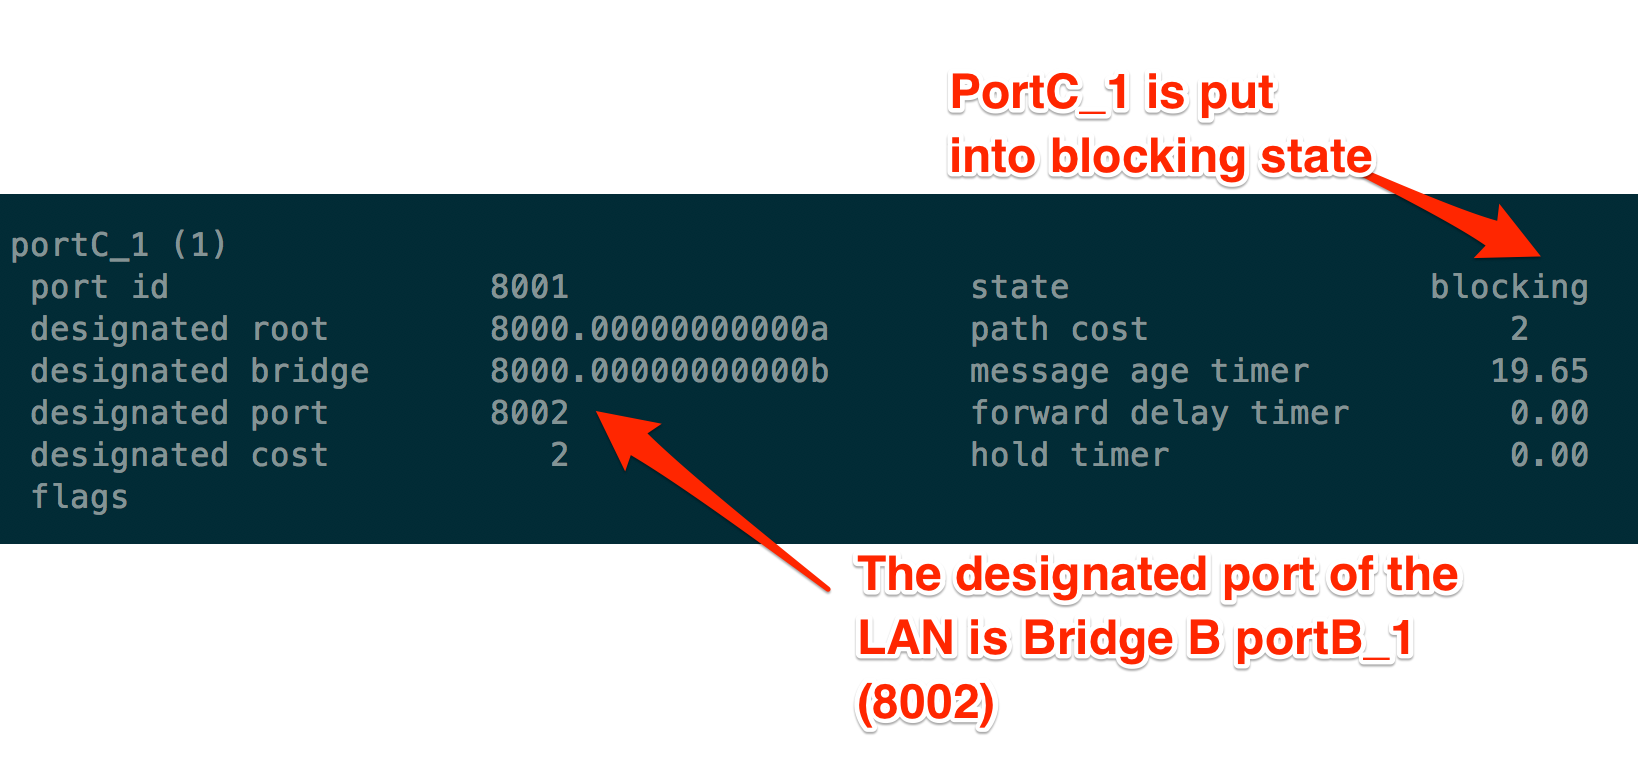 PortC_1 is put
into blocking state
portC_1 (1)
port id 8001 state blocking
designated root 8000.00000000000a path cost 2
designated bridge 8000.00000000000b message age timer 19.65
designated port 8002 forward delay timer 0.00
designated cost 2 hold timer 0.00
flags
The designated port of the
LAN is Bridge B portB_1
(8002)